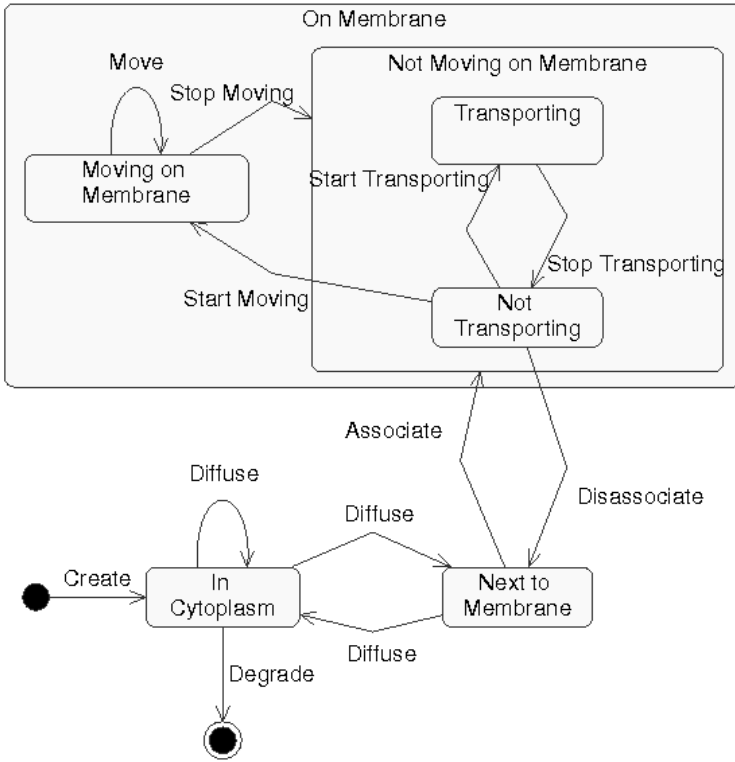 On Membrane
Move
Not Moving on Membrane
Stop Moving
Transporting
Moving on
Membrane
Start Transporting
Stop Transporting
Start Moving
Not
Transporting
Associate
Diffuse
Disassociate
Diffuse
Create
In
Cytoplasm
Next to
Membrane
Diffuse
Degrade